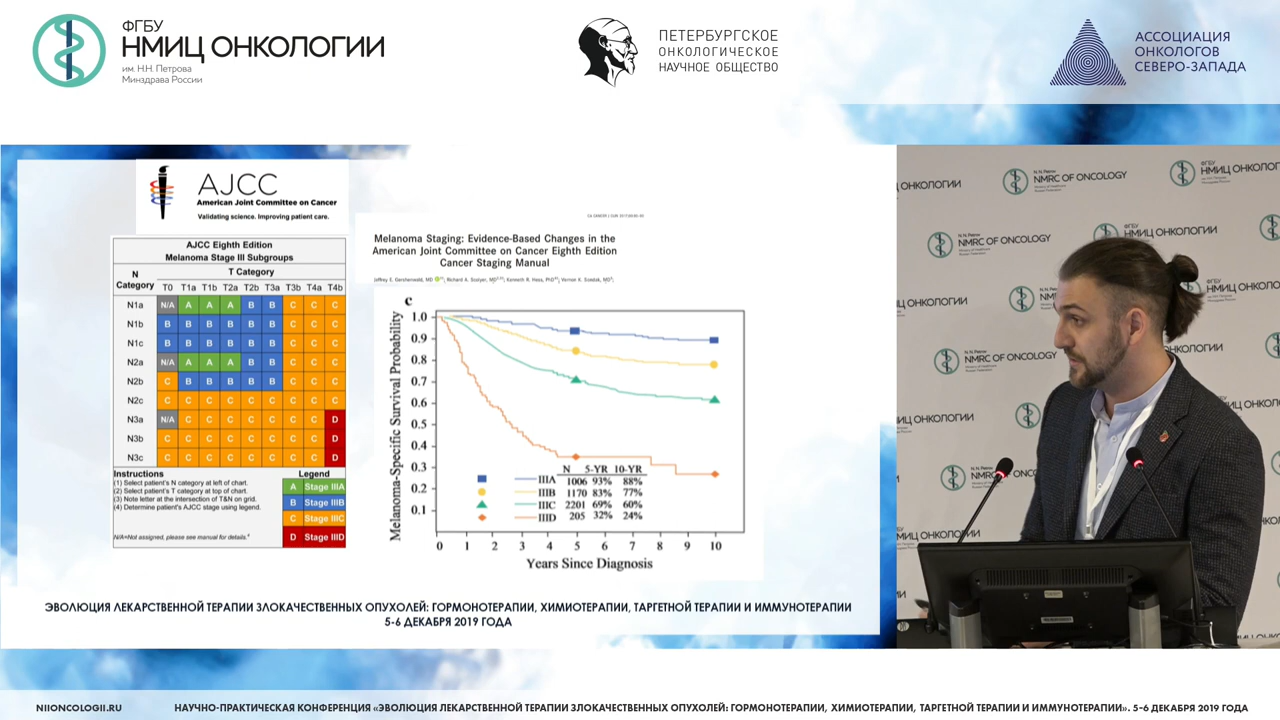 ФГБУ
НМИЦ ОНКОЛОГИИ
им. Н.Н. Петрова
Минздрава России
ПЕТЕРБУРГСКОЕ
ОНКОЛОГИЧЕСКОЕ
НАУЧНОЕ ОБЩЕСТВО
АССОЦИАЦИЯ
ОНКОЛОГОВ
СЕВЕРО-ЗАПАДА
AJCC
American Joint Committee on Cancer
Validating science. Improving patient care.
AJCC Eighth Edition
Melanoma Stage III Subgroups
N Category
T Category
T0 T1a T1b T2a T2b T3a T3b T4a T4b
N1a N/A A A A B B C C C
N1b B B B B B B C C C
N1c B B B B B B C C C
N2a N/A A A A B B C C C
N2b C B B B B B C C C
N2c C C C C C C C C C
N3a N/A C C C C C C C D
N3b C C C C C C C C D
N3c C C C C C C C C D
Instructions
(1) Select patient's N category at left of chart.
(2) Select patient's T category at top of chart.
(3) Note letter at the intersection of T&N on grid.
(4) Determine patient's AJCC stage using legend.
N/A=Not assigned, please see manual for details.
Legend
A Stage IIIA
B Stage IIIB
C Stage IIIC
D Stage IIID
Melanoma Staging: Evidence-Based Changes in the
American Joint Committee on Cancer Eighth Edition
Cancer Staging Manual
Jeffrey E. Gershenwald, MD; Richard A. Scolyer, MD; Kenneth R. Hess, PhD; Vernon K. Sondak, MD;
c
Melanoma-Specific Survival Probability
1.0
0.9
0.8
0.7
0.6
0.5
0.4
0.3
0.2
0.1
N 5-YR 10-YR
IIIA 1006 93% 88%
IIIB 1170 83% 77%
IIIC 2201 69% 60%
IIID 205 32% 24%
0 1 2 3 4 5 6 7 8 9 10
Years Since Diagnosis
ЭВОЛЮЦИЯ ЛЕКАРСТВЕННОЙ ТЕРАПИИ ЗЛОКАЧЕСТВЕННЫХ ОПУХОЛЕЙ: ГОРМОНОТЕРАПИИ, ХИМИОТЕРАПИИ, ТАРГЕТНОЙ ТЕРАПИИ И ИММУНОТЕРАПИИ
5-6 ДЕКАБРЯ 2019 ГОДА
NMRC OF ONCOLOGY
ФГБУ
НМИЦ ОНКОЛОГИИ
NMRC OF ONCOLOGY
NMRC OF ONCOLOGY
NMRC OF ONCOLOGY
NIIONCOLOGII.RU
НАУЧНО-ПРАКТИЧЕСКАЯ КОНФЕРЕНЦИЯ «ЭВОЛЮЦИЯ ЛЕКАРСТВЕННОЙ ТЕРАПИИ ЗЛОКАЧЕСТВЕННЫХ ОПУХОЛЕЙ: ГОРМОНОТЕРАПИИ, ХИМИОТЕРАПИИ, ТАРГЕТНОЙ ТЕРАПИИ И ИММУНОТЕРАПИИ». 5-6 ДЕКАБРЯ 2019 ГОДА